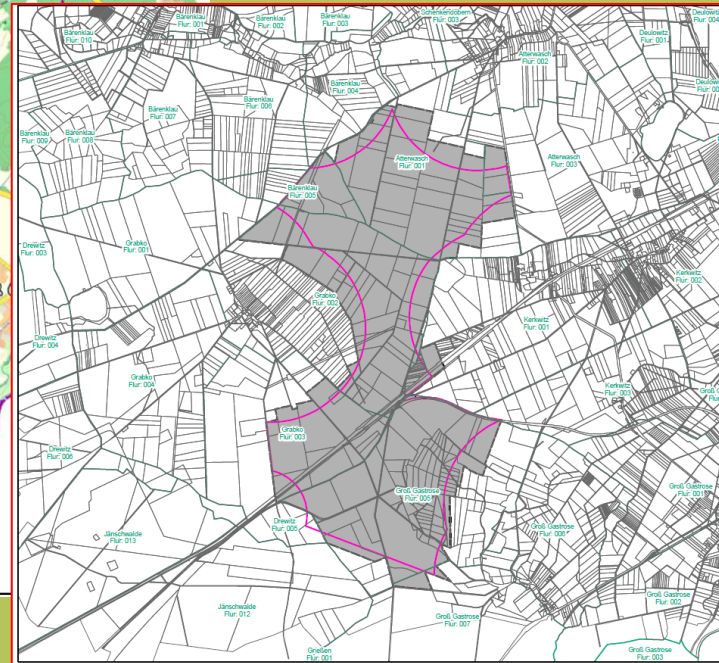 Bärenklau
Flur: 010
Bärenklau
Flur: 001
Bärenklau
Flur: 002
Bärenklau
Flur: 003
Schenkendöbern
Flur: 003
Deulowitz
Flur: 001
Atterwasch
Flur: 002
Bärenklau
Flur: 004
Bärenklau
Flur: 006
Bärenklau
Flur: 007
Bärenklau
Flur: 009
Bärenklau
Flur: 008
Atterwasch
Flur: 001
Atterwasch
Flur: 003
Bärenklau
Flur: 005
Drewitz
Flur: 003
Grabko
Flur: 001
Kerkwitz
Flur: 002
Grabko
Flur: 002
Kerkwitz
Flur: 001
Drewitz
Flur: 004
Grabko
Flur: 004
Kerkwitz
Flur: 003
Grabko
Flur: 003
Drewitz
Flur: 006
Groß Gastrose
Flur: 005
Groß Gastrose
Flur: 001
Drewitz
Flur: 005
Groß Gastrose
Flur: 006
Jänschwalde
Flur: 013
Jänschwalde
Flur: 012
Groß Gastrose
Flur: 002
Groß Gastrose
Flur: 007
Grießen
Flur: 001
Groß Gastrose
Flur: 003